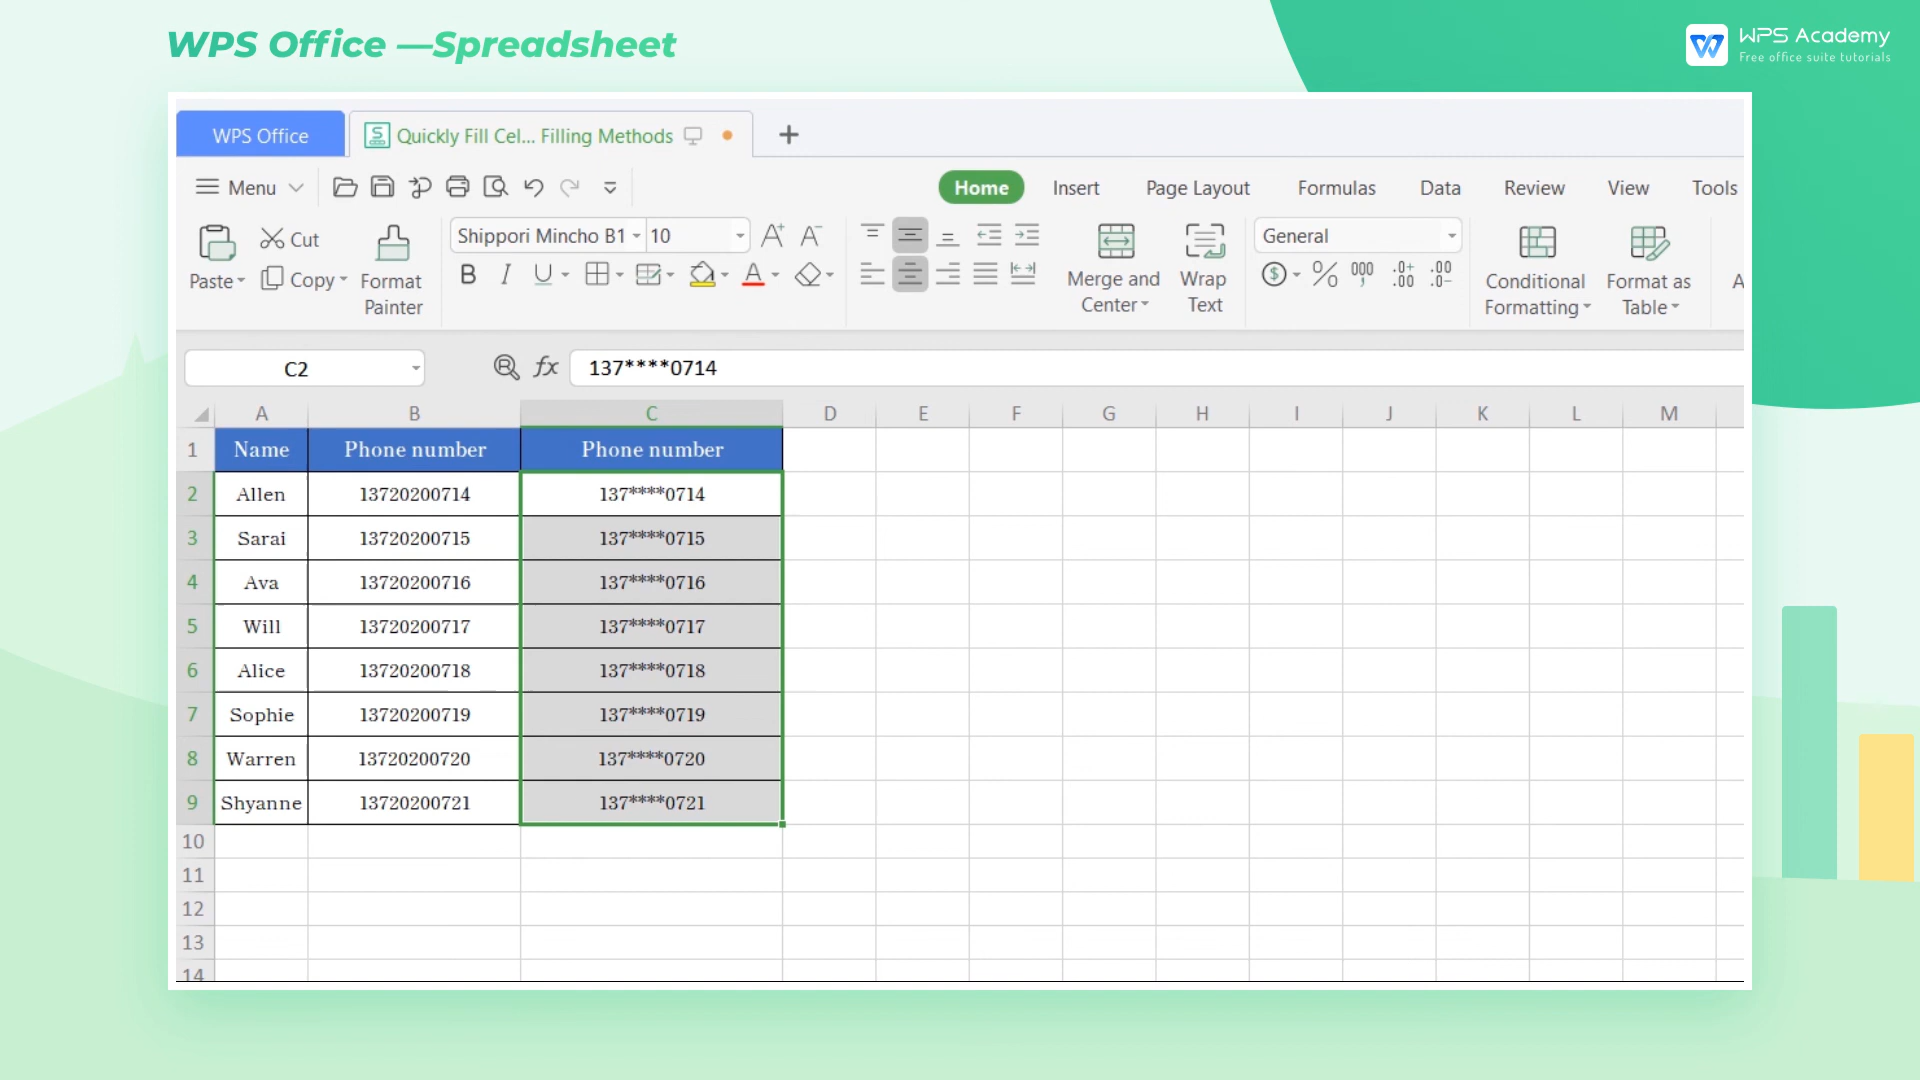 WPS Office —Spreadsheet
WPS Academy
Free office suite tutorials
WPS Office
Quickly Fill Cel... Filling Methods
Menu
Home Insert Page Layout Formulas Data Review View Tools
Paste Cut Copy Format Painter
Shippori Mincho B1 10
Merge and Center
Wrap Text
General
Conditional Formatting
Format as Table
A
C2 fx 137****0714
A B C D E F G H I J K L M
1 Name Phone number Phone number
2 Allen 13720200714 137****0714
3 Sarai 13720200715 137****0715
4 Ava 13720200716 137****0716
5 Will 13720200717 137****0717
6 Alice 13720200718 137****0718
7 Sophie 13720200719 137****0719
8 Warren 13720200720 137****0720
9 Shyanne 13720200721 137****0721
10
11
12
13
14